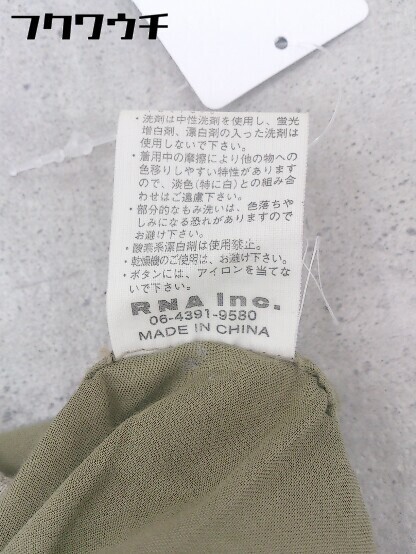 フクワウチ
・洗剤は中性洗剤を使用し、蛍光
増白剤、漂白剤の入った洗剤は
使用しないで下さい。
・着用中の摩擦により他の物への
色移りしやすい特性があります
ので、淡色(特に白)との組み合
わせはご遠慮下さい。
・部分的なもみ洗いは、色落ちや
しみになる恐れがありますので
お避け下さい。
・酸素系漂白剤は使用禁止。
・乾燥機のご使用は、お避け下さい。
・ボタンには、アイロンを当てな
いで下さい。
RNA Inc.
06-4391-9580
MADE IN CHINA